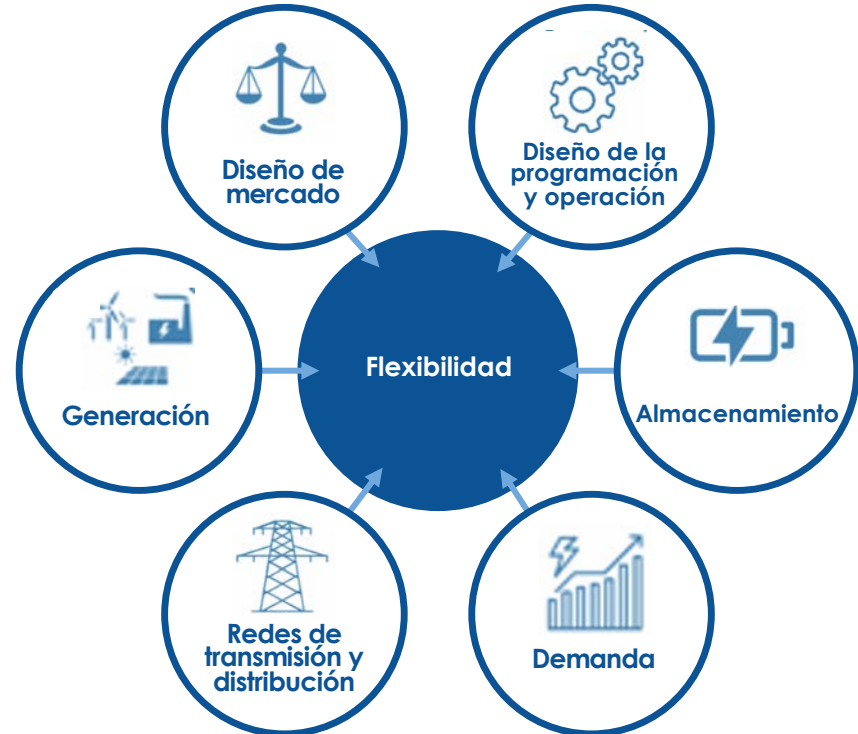 Diseño de
mercado
Diseño de la
programación
y operación
Generación
Flexibilidad
Almacenamiento
Redes de
transmisión y
distribución
Demanda